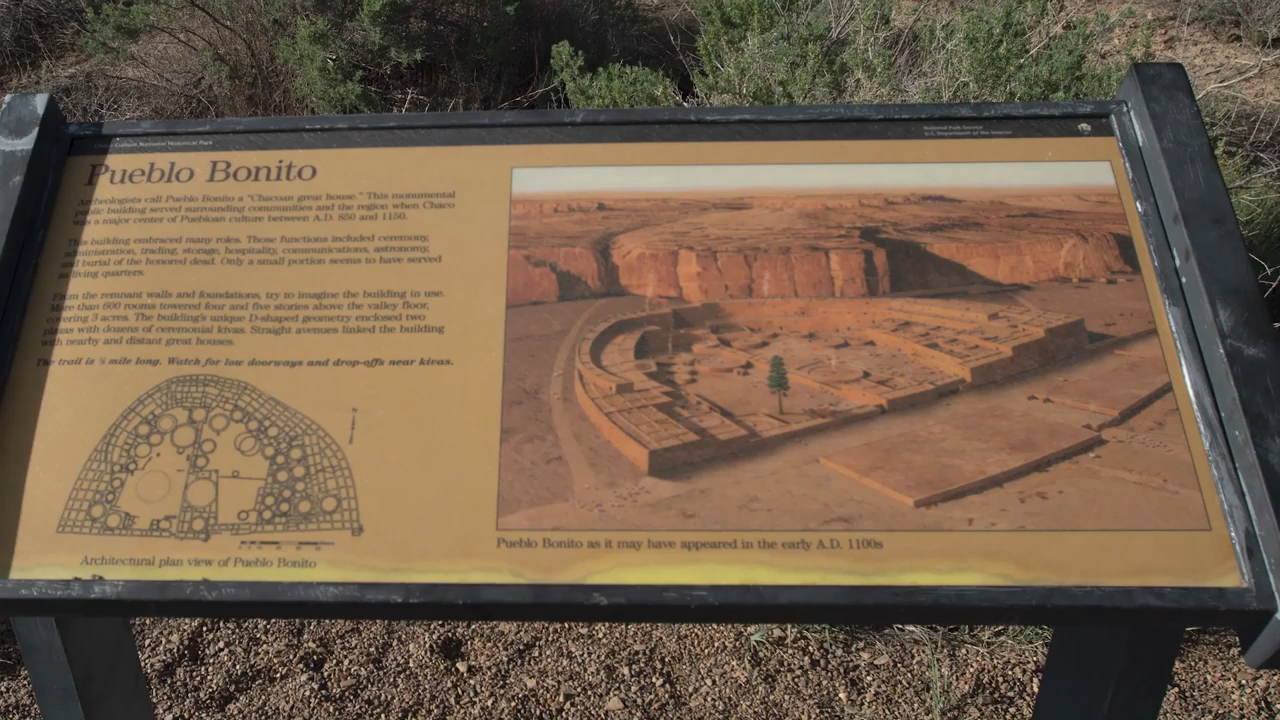 Chaco Culture National Historical Park
National Park Service
U.S. Department of the Interior
Pueblo Bonito
Archeologists call Pueblo Bonito a "Chacoan great house." This monumental
public building served surrounding communities and the region when Chaco
was a major center of Puebloan culture between A.D. 850 and 1150.
This building embraced many roles. Those functions included ceremony,
administration, trading, storage, hospitality, communications, astronomy,
and burial of the honored dead. Only a small portion seems to have served
as living quarters.
From the remnant walls and foundations, try to imagine the building in use.
More than 600 rooms towered four and five stories above the valley floor,
covering 3 acres. The building's unique D-shaped geometry enclosed two
plazas with dozens of ceremonial kivas. Straight avenues linked the building
with nearby and distant great houses.
The trail is mile long. Watch for low doorways and drop-offs near kivas.
Architectural plan view of Pueblo Bonito
Pueblo Bonito as it may have appeared in the early A.D. 1100s